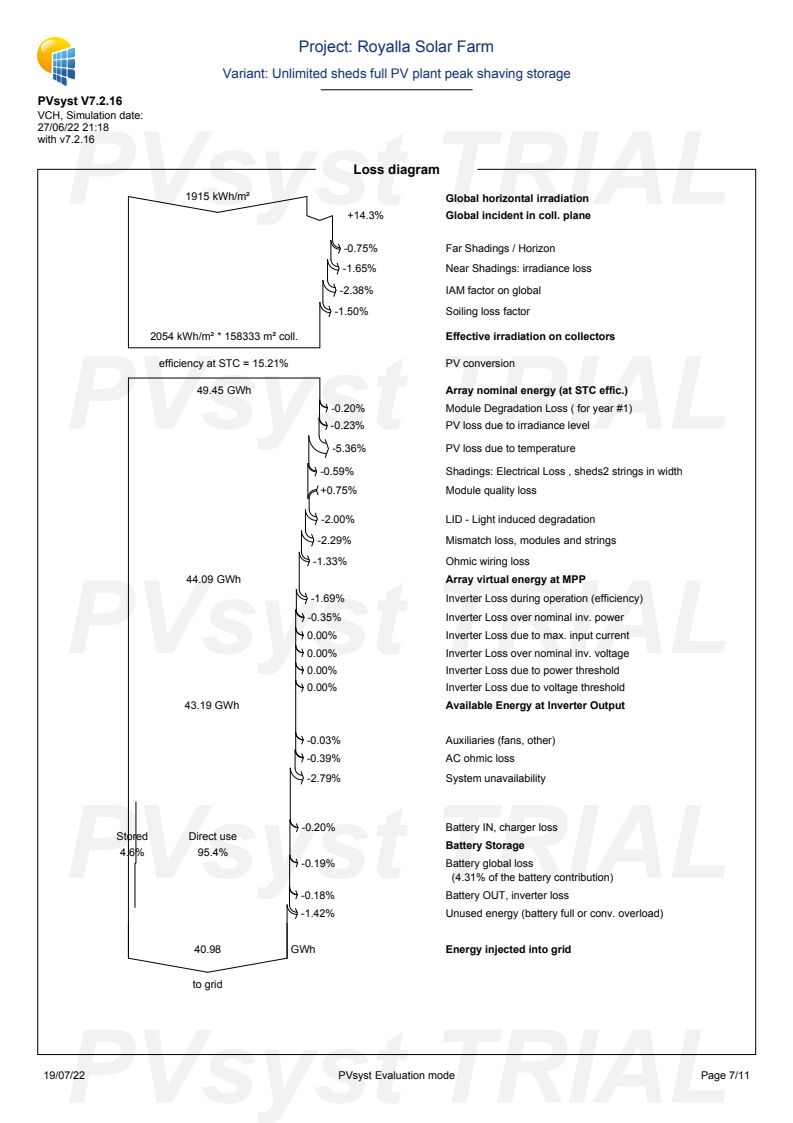 Project: Royalla Solar Farm
Variant: Unlimited sheds full PV plant peak shaving storage
PVsyst V7.2.16
VCH, Simulation date:
27/06/22 21:18
with v7.2.16
PVsyst TRIAL
Loss diagram
1915 kWh/m² Global horizontal irradiation
+14.3% Global incident in coll. plane
-0.75% Far Shadings / Horizon
-1.65% Near Shadings: irradiance loss
-2.38% IAM factor on global
-1.50% Soiling loss factor
2054 kWh/m² * 158333 m² coll. Effective irradiation on collectors
efficiency at STC = 15.21% PV conversion
PVsyst TRIAL
49.45 GWh Array nominal energy (at STC effic.)
-0.20% Module Degradation Loss ( for year #1)
-0.23% PV loss due to irradiance level
-5.36% PV loss due to temperature
-0.59% Shadings: Electrical Loss , sheds2 strings in width
+0.75% Module quality loss
-2.00% LID - Light induced degradation
-2.29% Mismatch loss, modules and strings
-1.33% Ohmic wiring loss
44.09 GWh Array virtual energy at MPP
-1.69% Inverter Loss during operation (efficiency)
PVsyst TRIAL
-0.35% Inverter Loss over nominal inv. power
0.00% Inverter Loss due to max. input current
0.00% Inverter Loss over nominal inv. voltage
0.00% Inverter Loss due to power threshold
0.00% Inverter Loss due to voltage threshold
43.19 GWh Available Energy at Inverter Output
-0.03% Auxiliaries (fans, other)
-0.39% AC ohmic loss
-2.79% System unavailability
-0.20% Battery IN, charger loss
Stored Direct use Battery Storage
4.6% 95.4%
PVsyst TRIAL
-0.19% Battery global loss
(4.31% of the battery contribution)
-0.18% Battery OUT, inverter loss
-1.42% Unused energy (battery full or conv. overload)
40.98 GWh Energy injected into grid
to grid
PVsyst TRIAL
19/07/22 PVsyst Evaluation mode Page 7/11